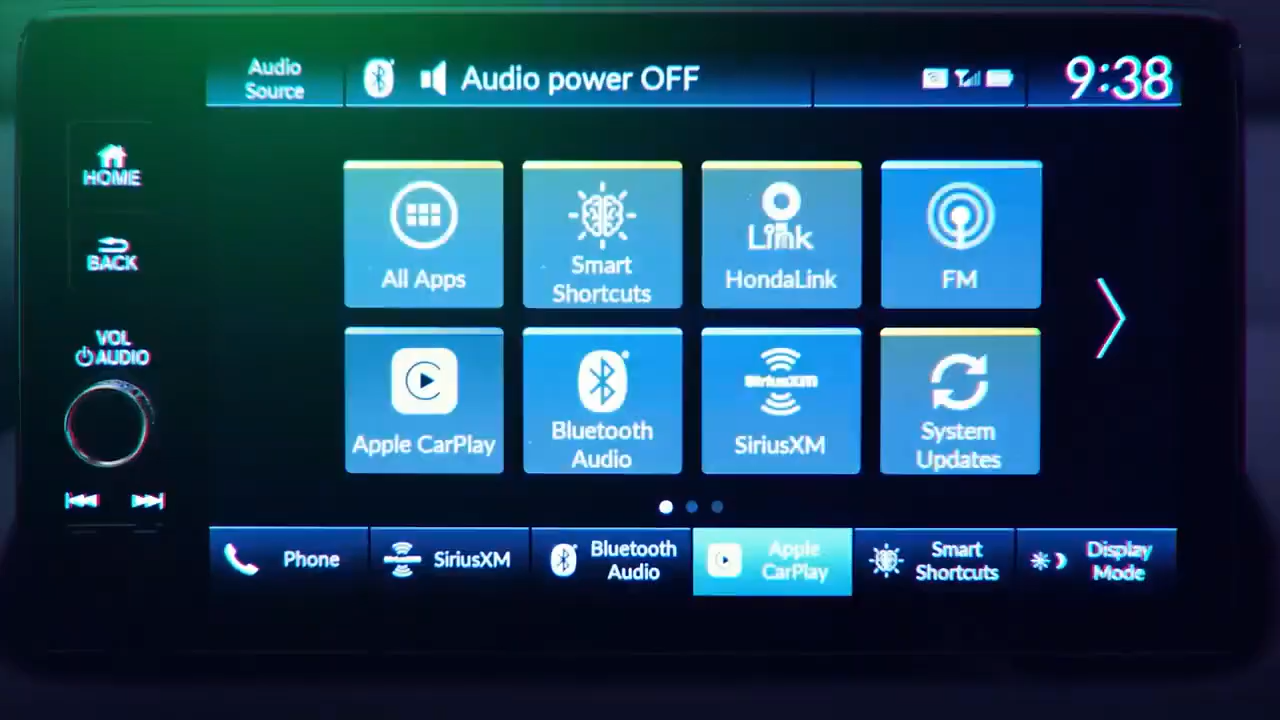 Audio
Source
Audio power OFF
9:38
HOME
BACK
VOL
AUDIO
All Apps
Smart
Shortcuts
Link
HondaLink
FM
Apple CarPlay
Bluetooth
Audio
SiriusXM
SiriusXM
System
Updates
Phone
SiriusXM
Bluetooth
Audio
Apple
CarPlay
Smart
Shortcuts
Display
Mode